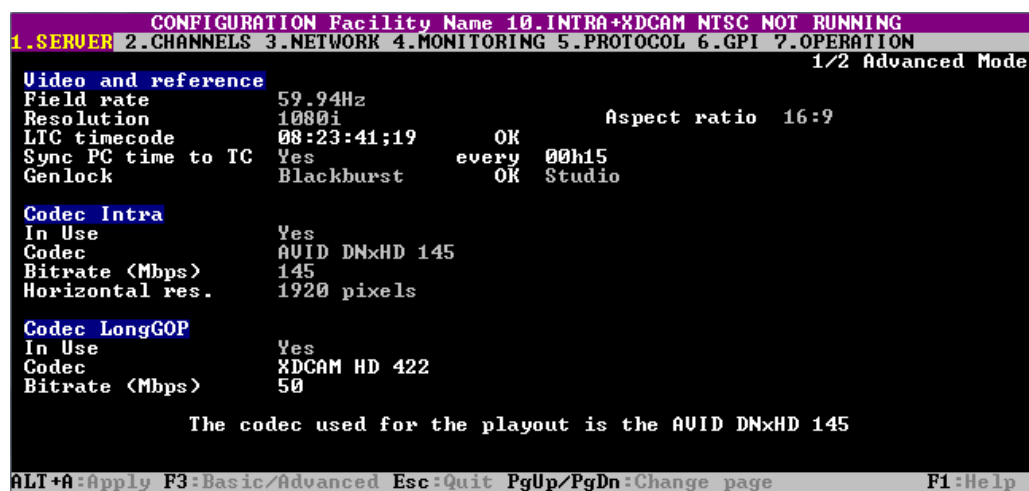 CONFIGURATION Facility Name 10.INTRA+XDCAM NTSC NOT RUNNING
1.SERVER 2.CHANNELS 3.NETWORK 4.MONITORING 5.PROTOCOL 6.GPI 7.OPERATION
1/2 Advanced Mode
Video and reference
Field rate 59.94Hz
Resolution 1080i Aspect ratio 16:9
LTC timecode 08:23:41;19 OK
Sync PC time to TC Yes every 00h15
Genlock Blackburst OK Studio
Codec Intra
In Use Yes
Codec AVID DNxHD 145
Bitrate (Mbps) 145
Horizontal res. 1920 pixels
Codec LongGOP
In Use Yes
Codec XDCAM HD 422
Bitrate (Mbps) 50
The codec used for the playout is the AVID DNxHD 145
ALT+A:Apply F3:Basic/Advanced Esc:Quit PgUp/PgDn:Change page F1:Help